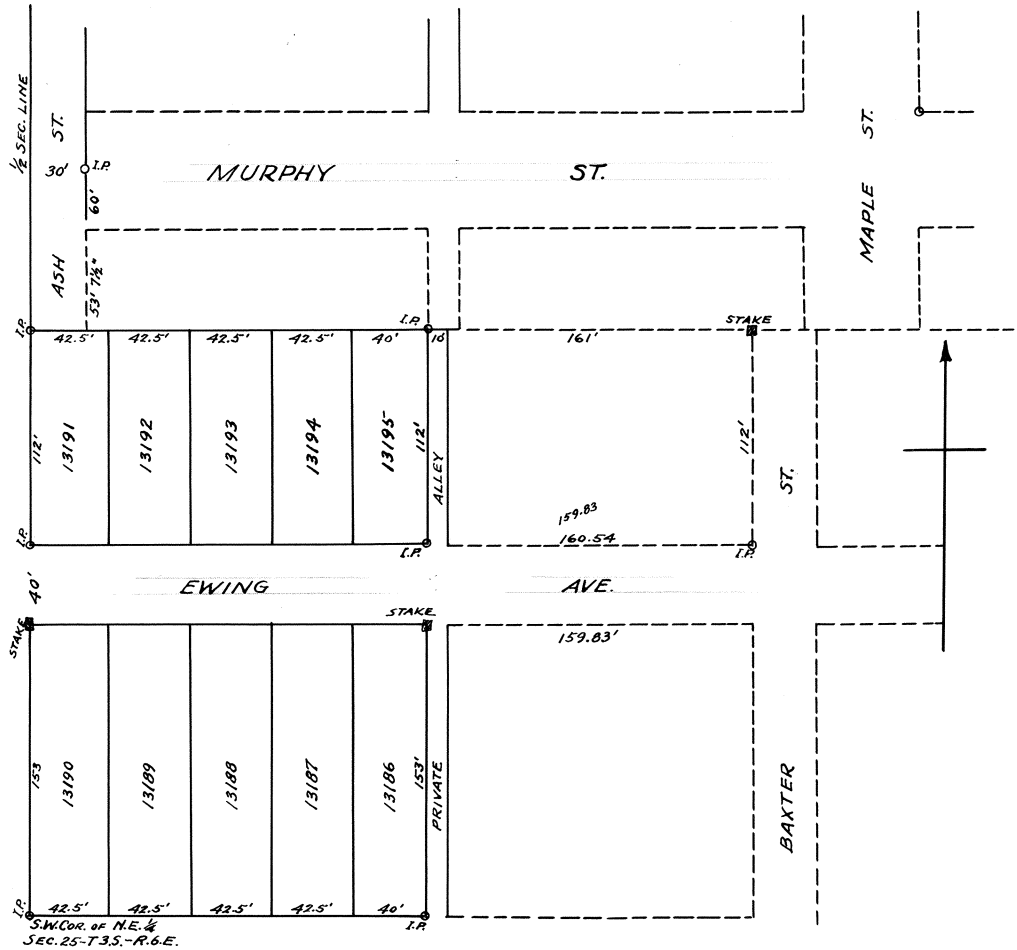 ½ SEC. LINE
ST.
30'
I.P.
60'
MURPHY ST.
MAPLE ST.
ASH
53' 7½"
I.P.
I.P.
STAKE
42.5' 42.5' 42.5' 42.5' 40' 10' 161'
112'
13191
13192
13193
13194
13195
112'
ALLEY
112'
ST.
159.83
160.54
I.P.
I.P.
I.P.
40'
EWING AVE.
STAKE
STAKE
159.83'
153
13190
13189
13188
13187
13186
153'
PRIVATE
BAXTER
I.P.
42.5' 42.5' 42.5' 42.5' 40'
I.P.
S.W. COR. OF N.E. ¼
SEC. 25-T 3 S.-R. 6 E.